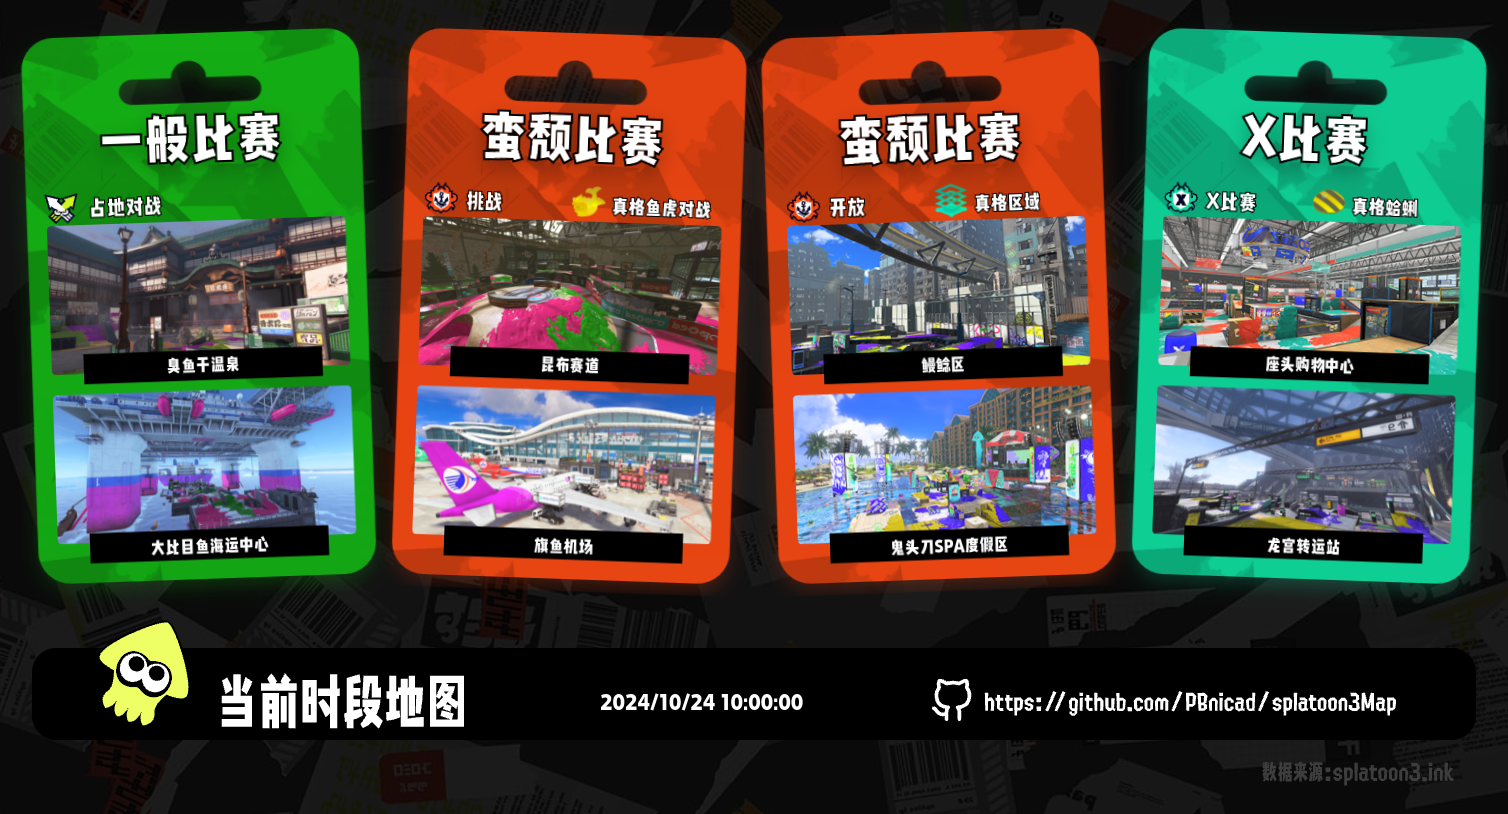 一般比赛
占地对战
臭鱼干温泉
大比目鱼海运中心
蛮颓比赛
挑战
真格鱼虎对战
昆布赛道
旗鱼机场
蛮颓比赛
开放
真格区域
鳗鲶区
鬼头刀SPA度假区
X比赛
X比赛
真格蛤蜊
座头购物中心
龙宫转运站
当前时段地图
2024/10/24 10:00:00
https://github.com/PBnicad/splatoon3Map
数据来源:splatoon3.ink